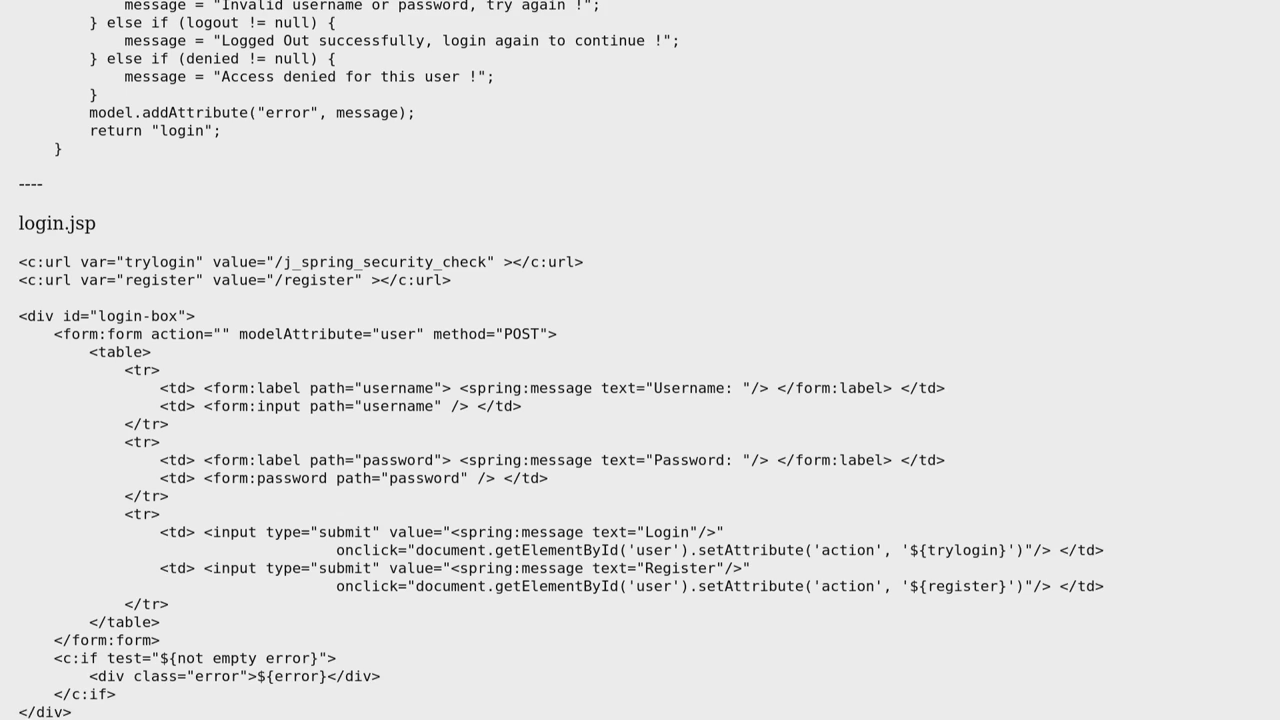 message = "Invalid username or password, try again !";
        } else if (logout != null) {
            message = "Logged Out successfully, login again to continue !";
        } else if (denied != null) {
            message = "Access denied for this user !";
        }
        model.addAttribute("error", message);
        return "login";
    }
----
login.jsp
<c:url var="trylogin" value="/j_spring_security_check" ></c:url>
<c:url var="register" value="/register" ></c:url>
<div id="login-box">
    <form:form action="" modelAttribute="user" method="POST">
        <table>
            <tr>
                <td> <form:label path="username"> <spring:message text="Username: "/> </form:label> </td>
                <td> <form:input path="username" /> </td>
            </tr>
            <tr>
                <td> <form:label path="password"> <spring:message text="Password: "/> </form:label> </td>
                <td> <form:password path="password" /> </td>
            </tr>
            <tr>
                <td> <input type="submit" value="<spring:message text="Login"/>"
                                    onclick="document.getElementById('user').setAttribute('action', '${trylogin}')"/> </td>
                <td> <input type="submit" value="<spring:message text="Register"/>"
                                    onclick="document.getElementById('user').setAttribute('action', '${register}')"/> </td>
            </tr>
        </table>
    </form:form>
    <c:if test="${not empty error}">
        <div class="error">${error}</div>
    </c:if>
</div>